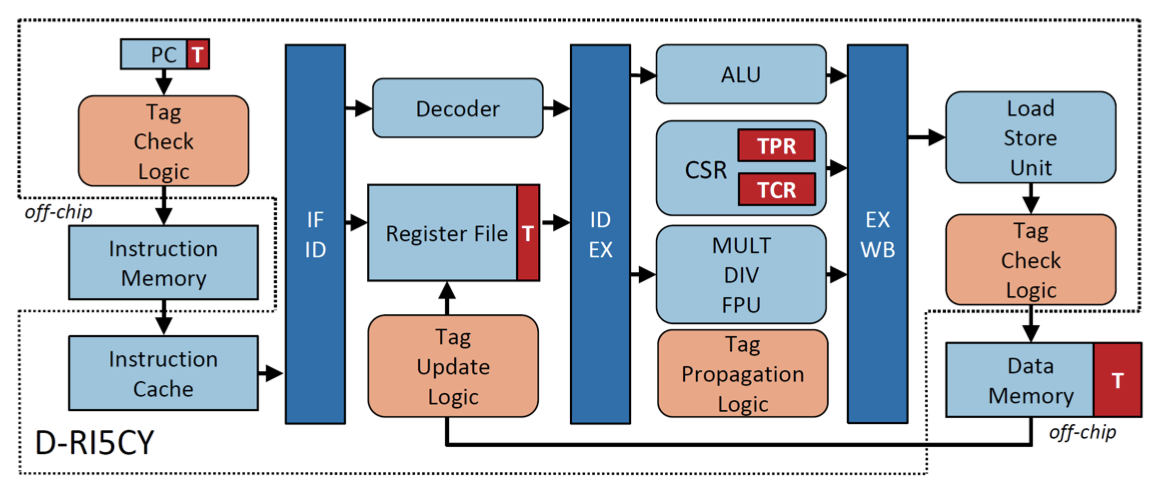 PC T
Tag
Check
Logic
off-chip
Instruction
Memory
Instruction
Cache
D-RI5CY
IF
ID
Decoder
Register File T
Tag
Update
Logic
ID
EX
ALU
CSR
TPR
TCR
MULT
DIV
FPU
Tag
Propagation
Logic
EX
WB
Load
Store
Unit
Tag
Check
Logic
Data
Memory
T
off-chip